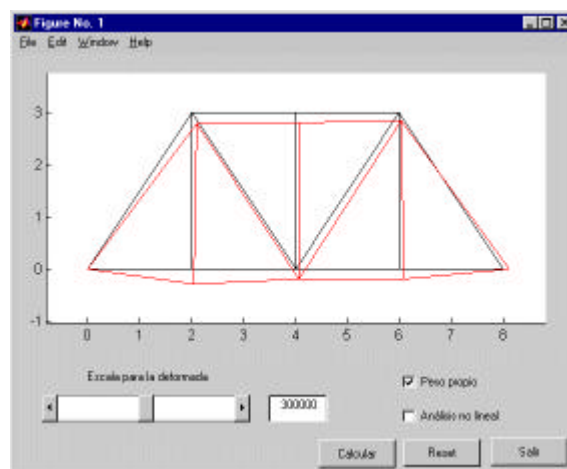 Figure No. 1
File Edit Window Help
3
2
1
0
-1
0 1 2 3 4 5 6 7 8
Escala para la deformada
300000
Peso propio
Análisis no lineal
Calcular Reset Salir